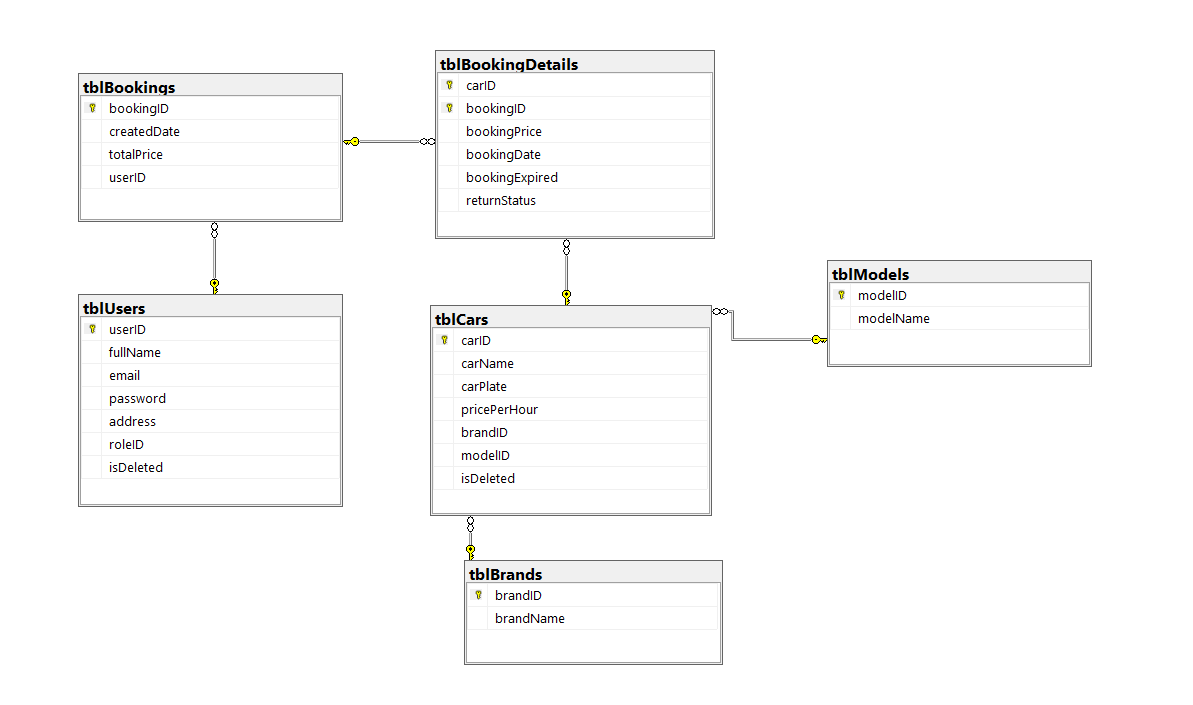 tblBookings
bookingID
createdDate
totalPrice
userID
tblBookingDetails
carID
bookingID
bookingPrice
bookingDate
bookingExpired
returnStatus
tblUsers
userID
fullName
email
password
address
roleID
isDeleted
tblCars
carID
carName
carPlate
pricePerHour
brandID
modelID
isDeleted
tblModels
modelID
modelName
tblBrands
brandID
brandName